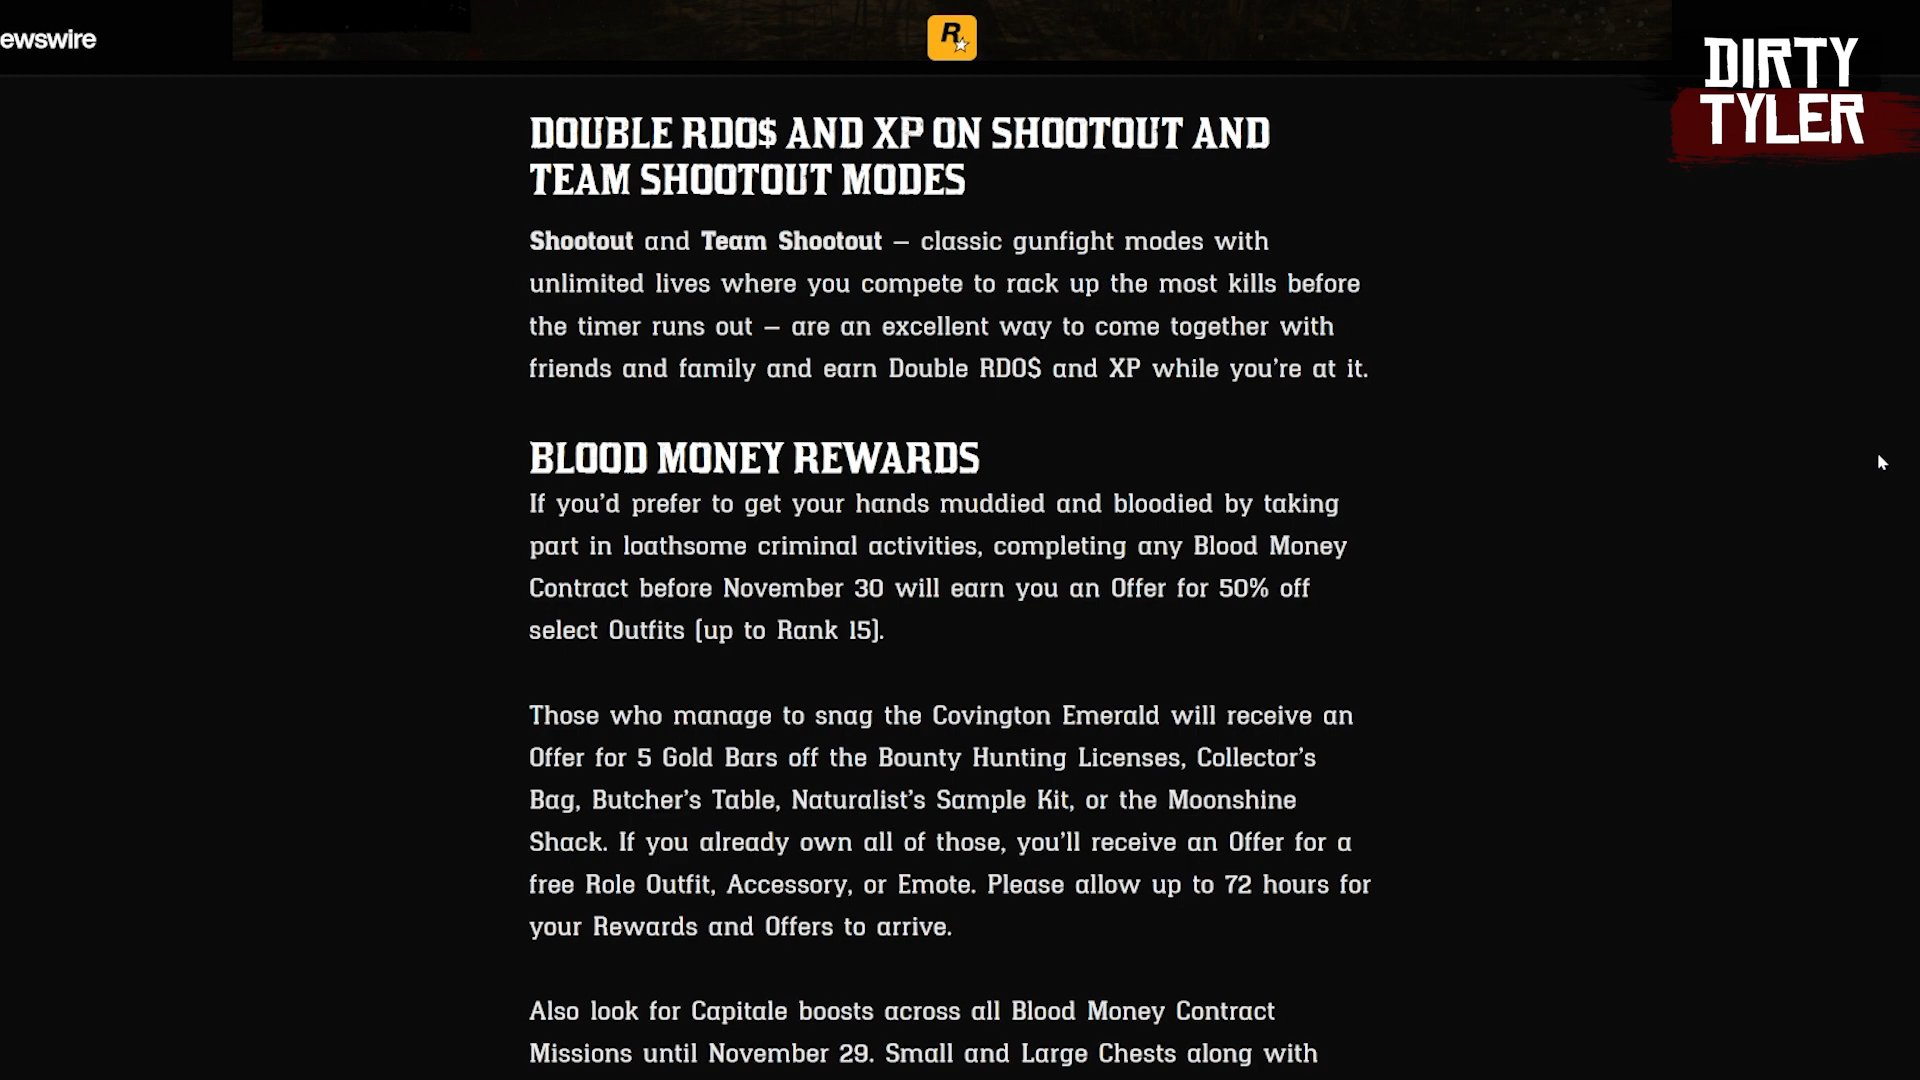 ewswire
R
DIRTY
TYLER
DOUBLE RDO$ AND XP ON SHOOTOUT AND
TEAM SHOOTOUT MODES
Shootout and Team Shootout – classic gunfight modes with
unlimited lives where you compete to rack up the most kills before
the timer runs out – are an excellent way to come together with
friends and family and earn Double RDO$ and XP while you’re at it.
BLOOD MONEY REWARDS
If you’d prefer to get your hands muddied and bloodied by taking
part in loathsome criminal activities, completing any Blood Money
Contract before November 30 will earn you an Offer for 50% off
select Outfits (up to Rank 15).
Those who manage to snag the Covington Emerald will receive an
Offer for 5 Gold Bars off the Bounty Hunting Licenses, Collector’s
Bag, Butcher’s Table, Naturalist’s Sample Kit, or the Moonshine
Shack. If you already own all of those, you’ll receive an Offer for a
free Role Outfit, Accessory, or Emote. Please allow up to 72 hours for
your Rewards and Offers to arrive.
Also look for Capitale boosts across all Blood Money Contract
Missions until November 29. Small and Large Chests along with